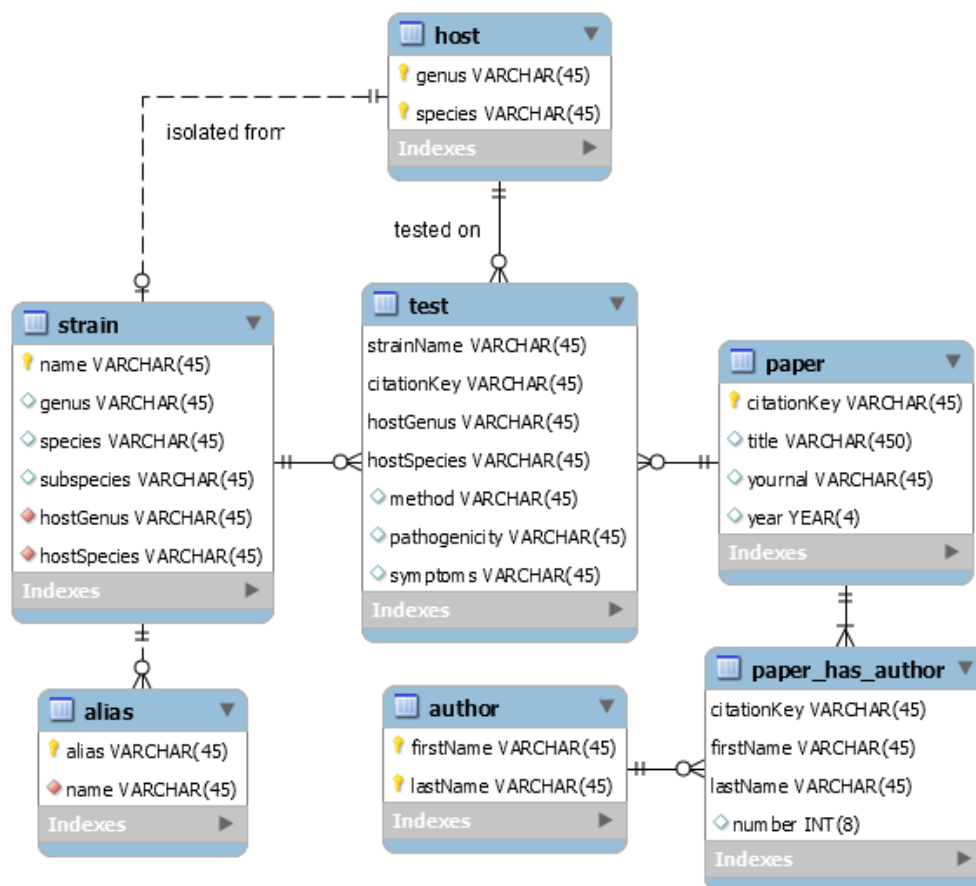 host
genus VARCHAR(45)
species VARCHAR(45)
Indexes
isolated from
tested on
strain
name VARCHAR(45)
genus VARCHAR(45)
species VARCHAR(45)
subspecies VARCHAR(45)
hostGenus VARCHAR(45)
hostSpecies VARCHAR(45)
Indexes
test
strainName VARCHAR(45)
citationKey VARCHAR(45)
hostGenus VARCHAR(45)
hostSpecies VARCHAR(45)
method VARCHAR(45)
pathogenicity VARCHAR(45)
symptoms VARCHAR(45)
Indexes
paper
citationKey VARCHAR(45)
title VARCHAR(450)
yournal VARCHAR(45)
year YEAR(4)
Indexes
alias
alias VARCHAR(45)
name VARCHAR(45)
Indexes
author
firstName VARCHAR(45)
lastName VARCHAR(45)
Indexes
paper_has_author
citationKey VARCHAR(45)
firstName VARCHAR(45)
lastName VARCHAR(45)
number INT(8)
Indexes